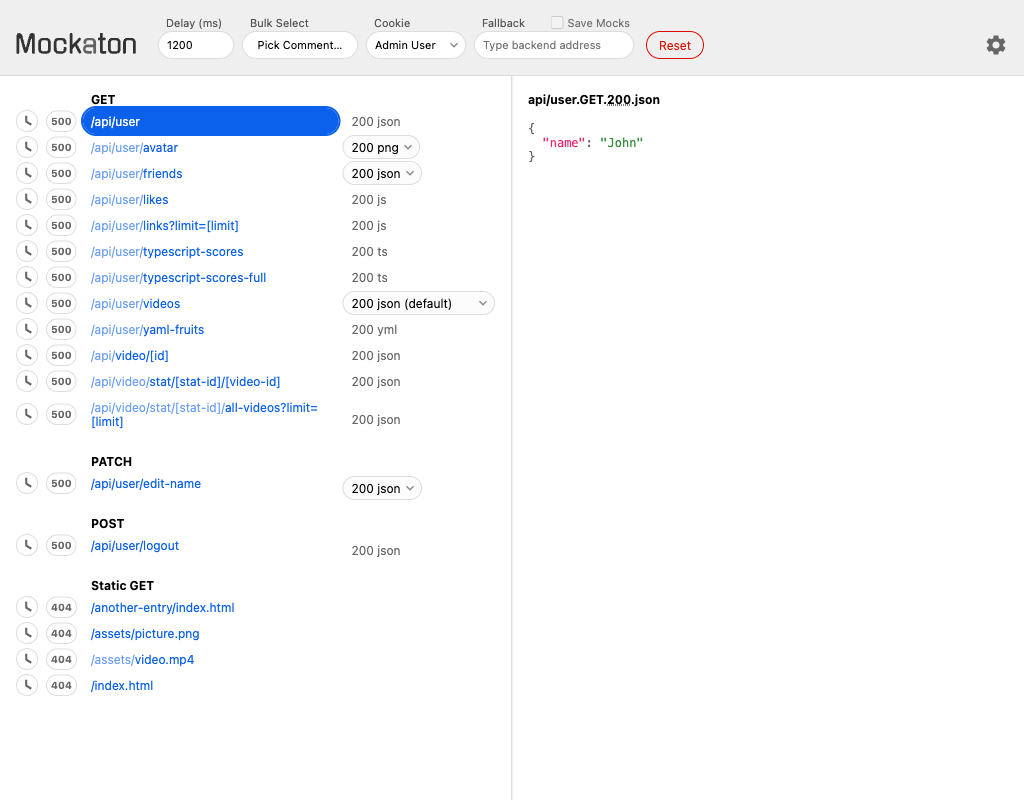 Mockaton
Delay (ms)
1200
Bulk Select
Pick Comment…
Cookie
Admin User
Fallback
Save Mocks
Type backend address
Reset
GET
500 /api/user 200 json
500 /api/user/avatar 200 png
500 /api/user/friends 200 json
500 /api/user/likes 200 js
500 /api/user/links?limit=[limit] 200 js
500 /api/user/typescript-scores 200 ts
500 /api/user/typescript-scores-full 200 ts
500 /api/user/videos 200 json (default)
500 /api/user/yaml-fruits 200 yml
500 /api/video/[id] 200 json
500 /api/video/stat/[stat-id]/[video-id] 200 json
500 /api/video/stat/[stat-id]/all-videos?limit=
[limit] 200 json
PATCH
500 /api/user/edit-name 200 json
POST
500 /api/user/logout 200 json
Static GET
404 /another-entry/index.html
404 /assets/picture.png
404 /assets/video.mp4
404 /index.html
api/user.GET.200.json
{
"name": "John"
}